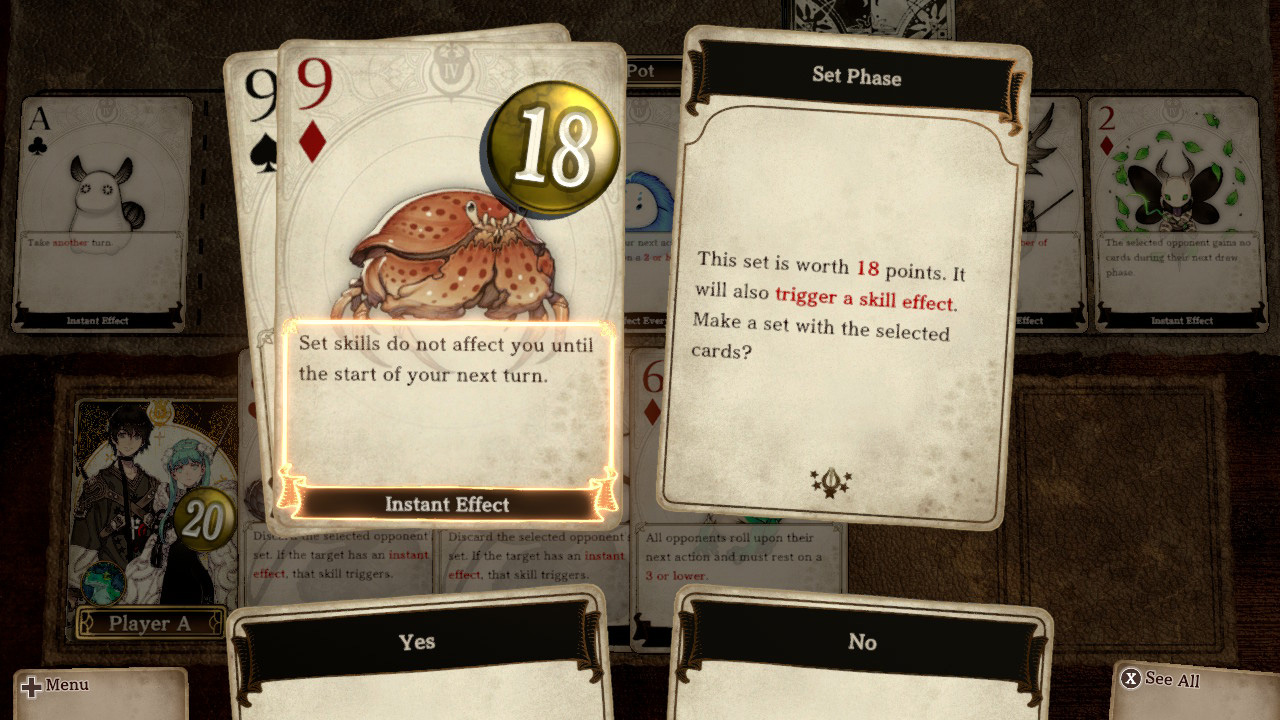 Pot
A
Take another turn.
Instant Effect
9
9
IV
18
Set skills do not affect you until
the start of your next turn.
Instant Effect
Set Phase
This set is worth 18 points. It
will also trigger a skill effect.
Make a set with the selected
cards?
2
The selected opponent gains no
cards during their next draw
phase.
Instant Effect
20
Player A
the selected opponent
set. If the target has an instant
effect, that skill triggers.
Discard the selected opponent
set. If the target has an instant
effect, that skill triggers.
6
All opponents roll upon their
next action and must rest on a
3 or lower.
Yes
No
Menu
X See All